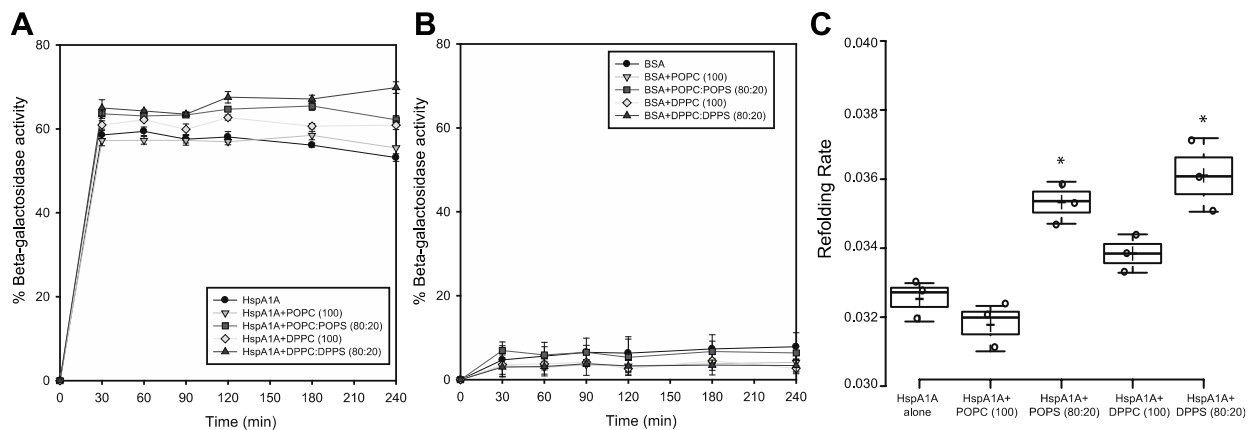 A
% Beta-galactosidase activity
80
60
40
20
0
HspA1A
HspA1A+POPC (100)
HspA1A+POPC:POPS (80:20)
HspA1A+DPPC (100)
HspA1A+DPPC:DPPS (80:20)
0 30 60 90 120 150 180 210 240
Time (min)
B
% Beta-galactosidase activity
80
60
40
20
0
BSA
BSA+POPC (100)
BSA+POPC:POPS (80:20)
BSA+DPPC (100)
BSA+DPPC:DPPS (80:20)
0 30 60 90 120 150 180 210 240
Time (min)
C
Refolding Rate
0.040
0.038
0.036
0.034
0.032
0.030
*
*
HspA1A HspA1A+ HspA1A+ HspA1A+ HspA1A+
alone POPC (100) POPS (80:20) DPPC (100) DPPS (80:20)